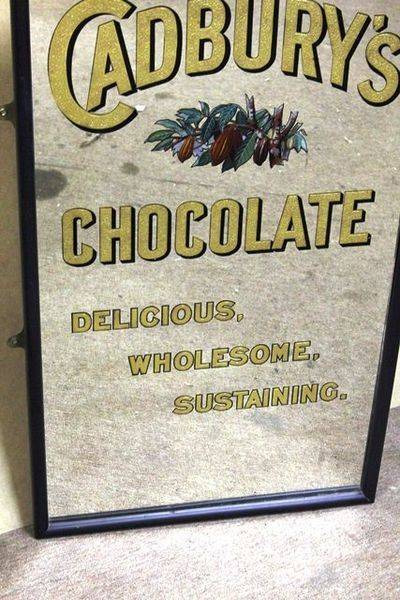 CADBURY'S
CHOCOLATE
DELICIOUS,
WHOLESOME,
SUSTAINING.